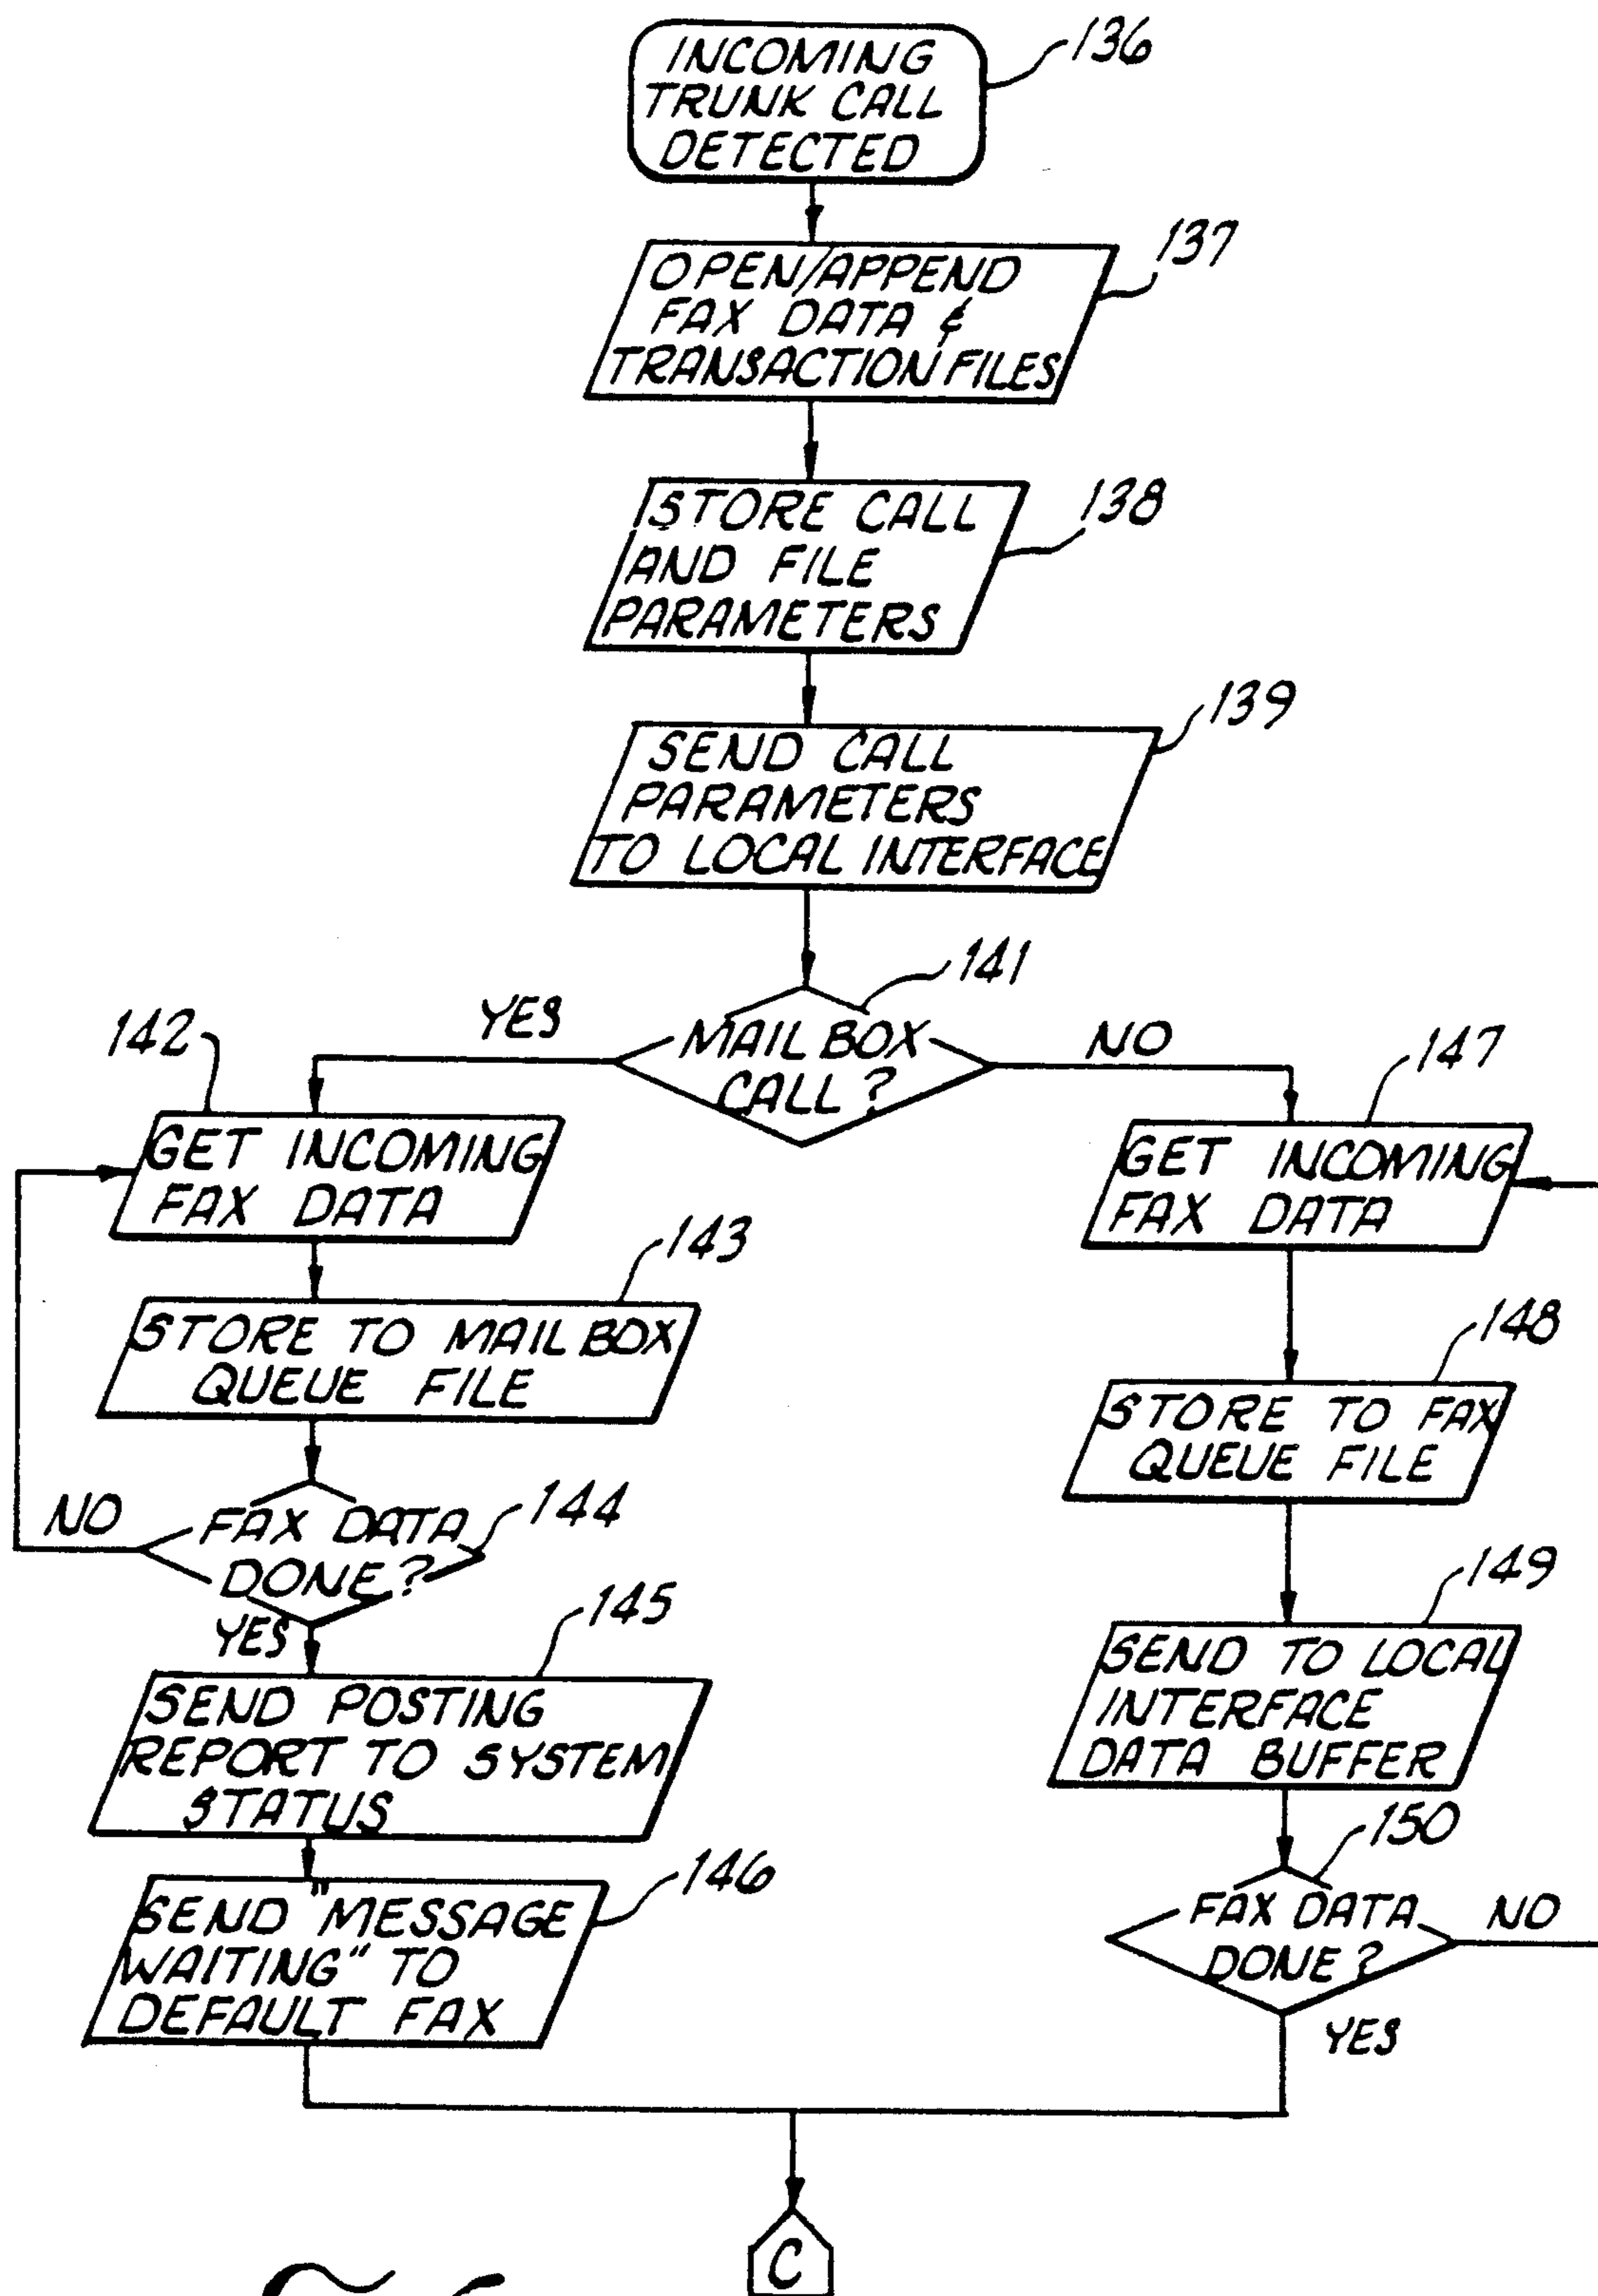 INCOMING
TRUNK CALL
DETECTED
136
OPEN/APPEND
FAX DATA &
TRANSACTION FILES
137
STORE CALL
AND FILE
PARAMETERS
138
SEND CALL
PARAMETERS
TO LOCAL INTERFACE
139
MAIL BOX
CALL?
141
YES
NO
142
GET INCOMING
FAX DATA
143
STORE TO MAIL BOX
QUEUE FILE
144
FAX DATA
DONE?
NO
YES
145
SEND POSTING
REPORT TO SYSTEM
STATUS
146
SEND "MESSAGE
WAITING" TO
DEFAULT FAX
147
GET INCOMING
FAX DATA
148
STORE TO FAX
QUEUE FILE
149
SEND TO LOCAL
INTERFACE
DATA BUFFER
150
FAX DATA
DONE?
NO
YES
C